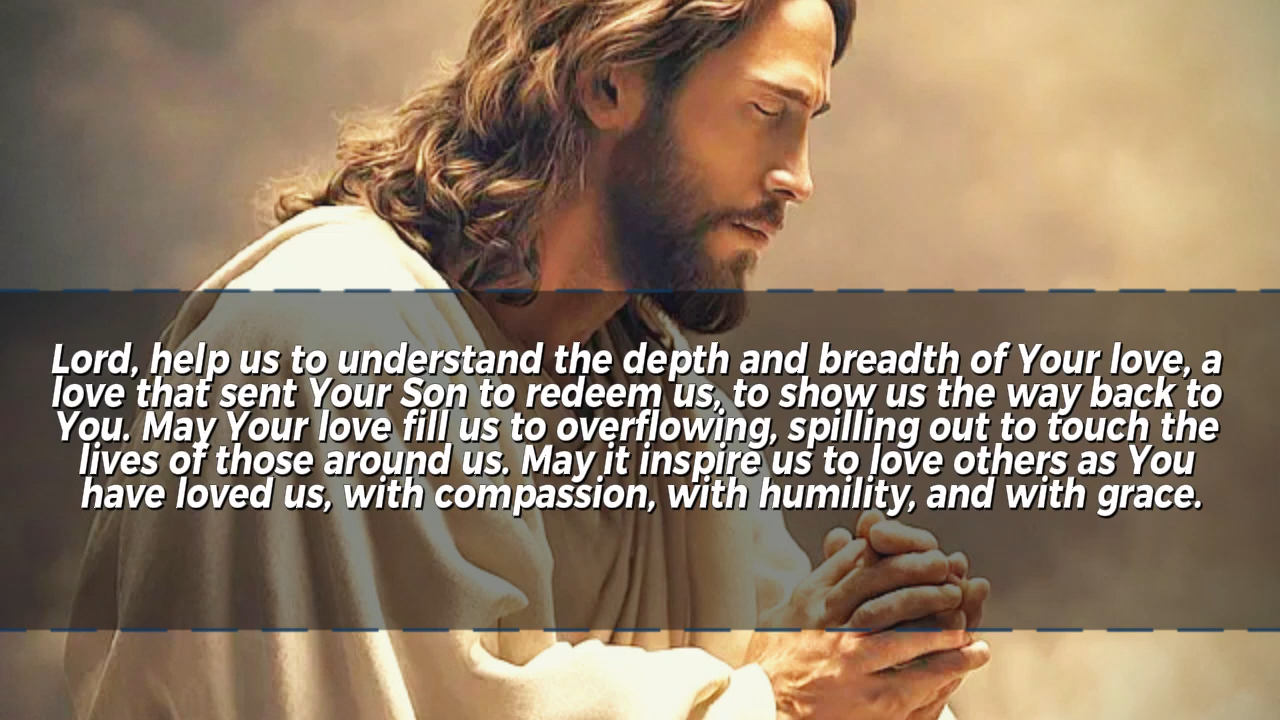 Lord, help us to understand the depth and breadth of Your love, a
love that sent Your Son to redeem us, to show us the way back to
You. May Your love fill us to overflowing, spilling out to touch the
lives of those around us. May it inspire us to love others as You
have loved us, with compassion, with humility, and with grace.